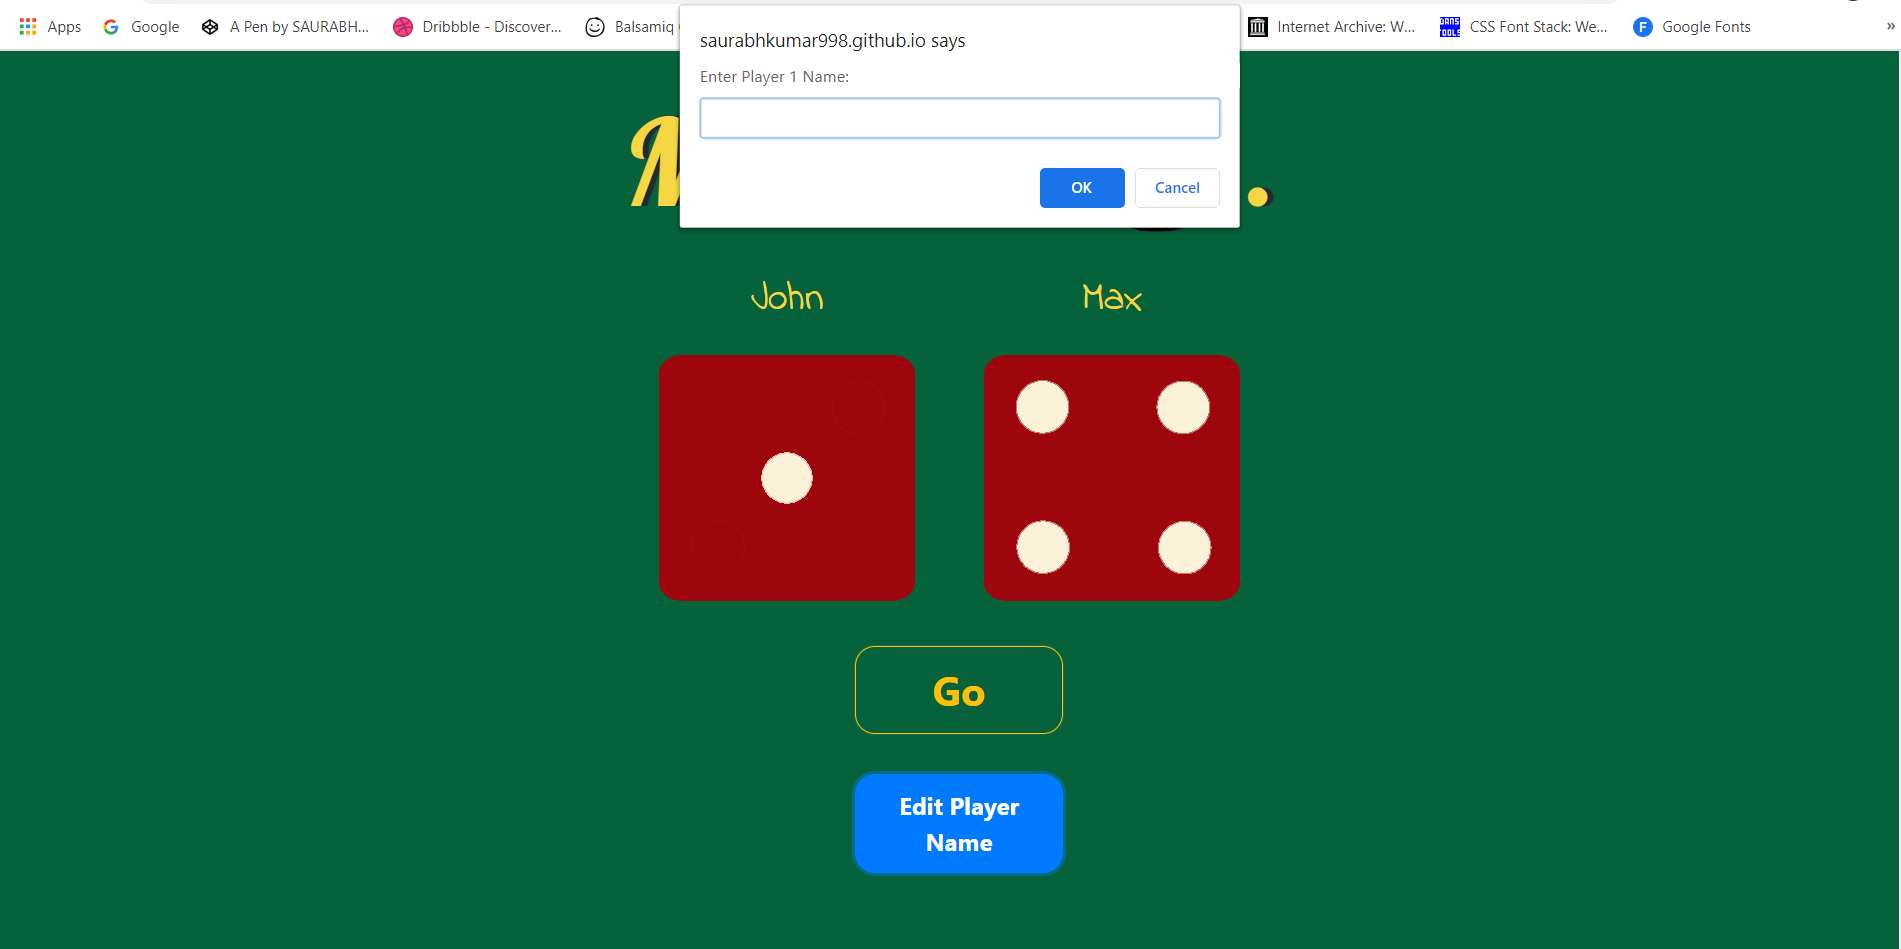 Apps Google A Pen by SAURABH... Dribbble - Discover... Balsamiq Internet Archive: W... CSS Font Stack: We... F Google Fonts »
saurabhkumar998.github.io says
Enter Player 1 Name:
OK Cancel
John Max
Go
Edit Player
Name